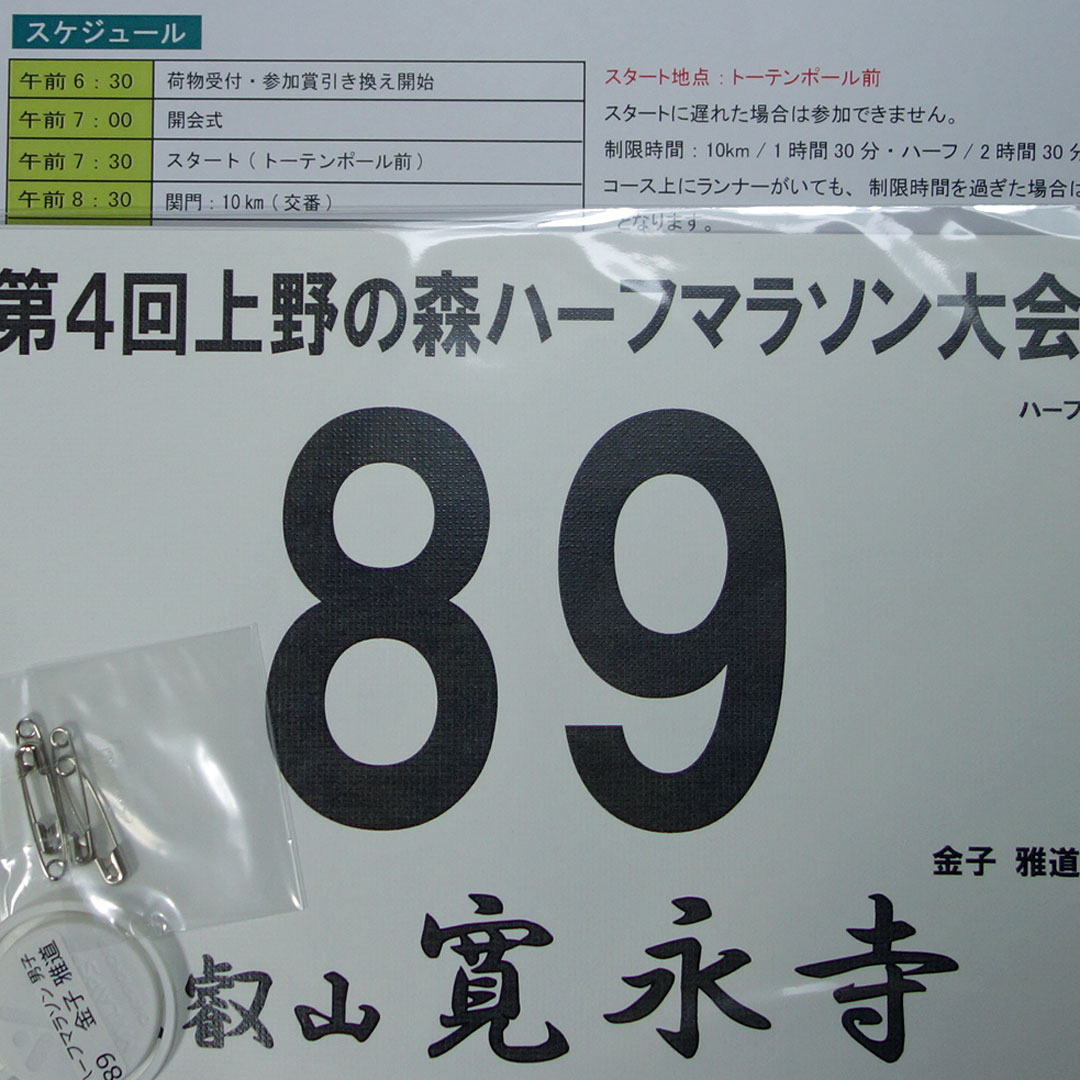 スケジュール
午前 6 : 30 荷物受付・参加賞引き換え開始
午前 7 : 00 開会式
午前 7 : 30 スタート ( トーテンポール前 )
午前 8 : 30 関門 : 10 km ( 交番 )
スタート地点 : トーテンポール前
スタートに遅れた場合は参加できません。
制限時間 : 10km / 1 時間 30 分・ハーフ / 2 時間 30 分
コース上にランナーがいても、制限時間を過ぎた場合は
となります。
第4回上野の森ハーフマラソン大会
ハーフ
89
金子 雅道
叡山 寛永寺
ハーフマラソン 男子
89 金子 雅道